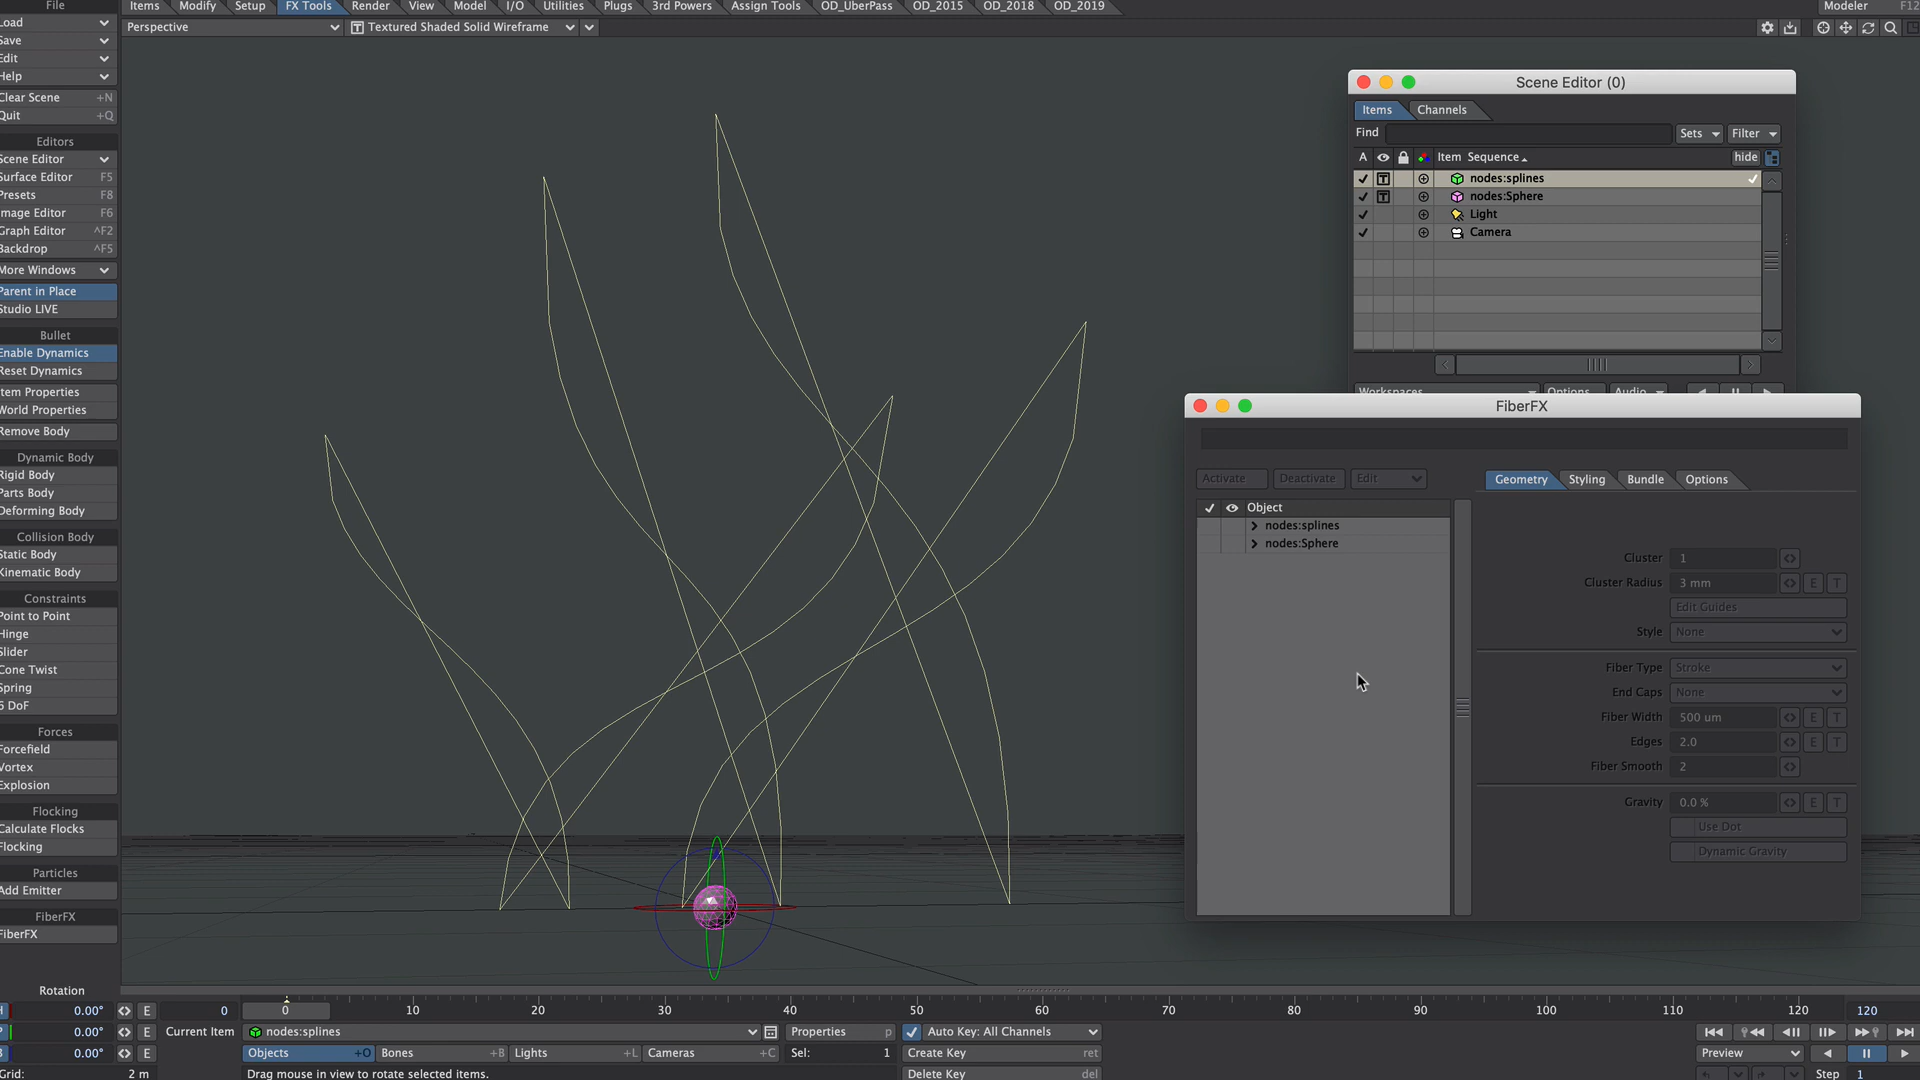 File
Items
Modify
Setup
FX Tools
Render
View
Model
I/O
Utilities
Plugs
3rd Powers
Assign Tools
OD_UberPass
OD_2015
OD_2018
OD_2019
Modeler
F12
Load
Perspective
Textured Shaded Solid Wireframe
Save
Edit
Help
Clear Scene +N
Quit +Q
Editors
Scene Editor
Surface Editor F5
Presets F8
Image Editor F6
Graph Editor ^F2
Backdrop ^F5
More Windows
Parent in Place
Studio LIVE
Bullet
Enable Dynamics
Reset Dynamics
Item Properties
World Properties
Remove Body
Dynamic Body
Rigid Body
Parts Body
Deforming Body
Collision Body
Static Body
Kinematic Body
Constraints
Point to Point
Hinge
Slider
Cone Twist
Spring
6 DoF
Forces
Forcefield
Vortex
Explosion
Flocking
Calculate Flocks
Flocking
Particles
Add Emitter
FiberFX
FiberFX
Scene Editor (0)
Items
Channels
Find
Sets
Filter
A
Item
Sequence
hide
T nodes:splines
T nodes:Sphere
Light
Camera
Workspaces
Options
Audio
FiberFX
Activate
Deactivate
Edit
Geometry
Styling
Bundle
Options
Object
nodes:splines
nodes:Sphere
Cluster 1
Cluster Radius 3 mm E T
Edit Guides
Style None
Fiber Type Stroke
End Caps None
Fiber Width 500 um E T
Edges 2.0 E T
Fiber Smooth 2
Gravity 0.0 % E T
Use Dot
Dynamic Gravity
Rotation
H 0.00° E
0
0 10 20 30 40 50 60 70 80 90 100 110 120
120
P 0.00° E
Current Item
nodes:splines
Properties p
Auto Key: All Channels
B 0.00° E
Objects +O
Bones +B
Lights +L
Cameras +C
Sel: 1
Create Key ret
Preview
Grid: 2 m
Drag mouse in view to rotate selected items.
Delete Key del
Step 1